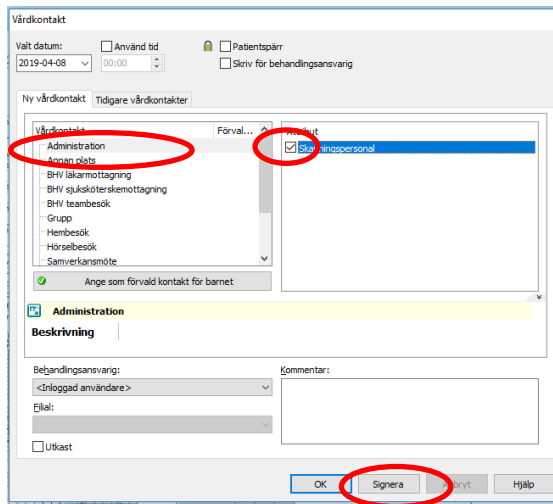 Vårdkontakt
Valt datum:
Använd tid
Patientspärr
2019-04-08
00:00
Skriv för behandlingsansvarig
Ny vårdkontakt
Tidigare vårdkontakter
Vårdkontakt
Förval...
Attribut
Administration
Skanningspersonal
Annan plats
BHV läkarmottagning
BHV sjuksköterskemottagning
BHV teambesök
Grupp
Hembesök
Hörselbesök
Samverkansmöte
Ange som förvald kontakt för barnet
Administration
Beskrivning
Behandlingsansvarig:
Kommentar:
<Inloggad användare>
Filial:
Utkast
OK
Signera
Avbryt
Hjälp